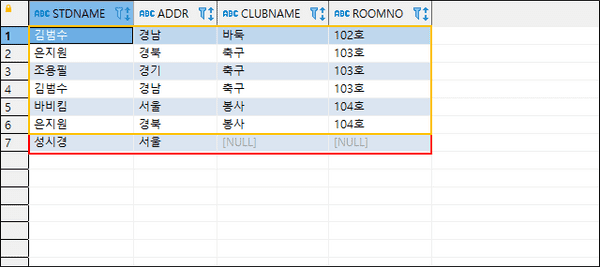 ABC STDNAME ABC ADDR ABC CLUBNAME ABC ROOMNO
1 김범수 경남 바둑 102호
2 은지원 경북 축구 103호
3 조용필 경기 축구 103호
4 김범수 경남 축구 103호
5 바비킴 서울 봉사 104호
6 은지원 경북 봉사 104호
7 성시경 서울 [NULL] [NULL]